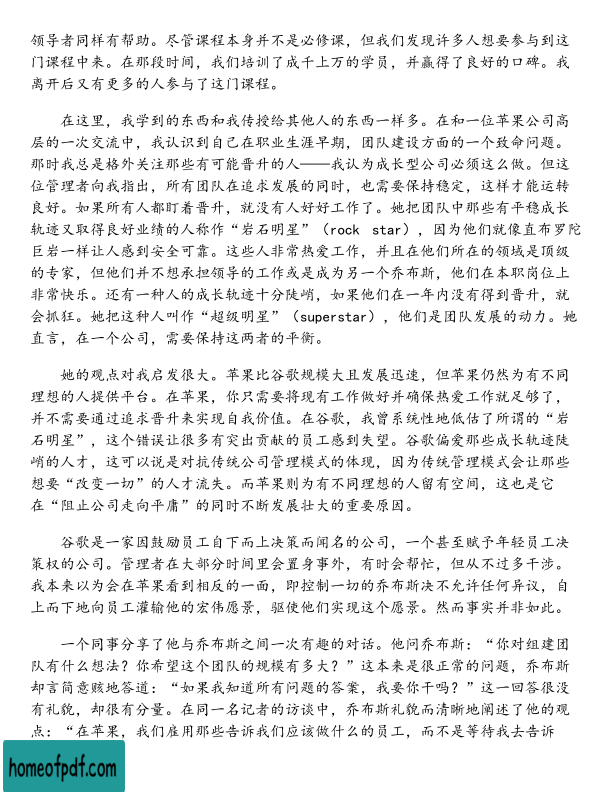 领导者同样有帮助。尽管课程本身并不是必修课，但我们发现许多人想要参与到这
门课程中来。在那段时间，我们培训了成千上万的学员，并赢得了良好的口碑。我
离开后又有更多的人参与了这门课程。
在这里，我学到的东西和我传授给其他人的东西一样多。在和一位苹果公司高
层的一次交流中，我认识到自己在职业生涯早期，团队建设方面的一个致命问题。
那时我总是格外关注那些有可能晋升的人——我认为成长型公司必须这么做。但这
位管理者向我指出，所有团队在追求发展的同时，也需要保持稳定，这样才能运转
良好。如果所有人都盯着晋升，就没有人好好工作了。她把团队中那些有平稳成长
轨迹又取得良好业绩的人称作“岩石明星”（rock star），因为他们就像直布罗陀
巨岩一样让人感到安全可靠。这些人非常热爱工作，并且在他们所在的领域是顶级
的专家，但他们并不想承担领导的工作或是成为另一个乔布斯，他们在本职岗位上
非常快乐。还有一种人的成长轨迹十分陡峭，如果他们在一年内没有得到晋升，就
会抓狂。她把这种人叫作“超级明星”（superstar），他们是团队发展的动力。她
直言，在一个公司，需要保持这两者的平衡。
她的观点对我启发很大。苹果比谷歌规模大且发展迅速，但苹果仍然为有不同
理想的人提供平台。在苹果，你只需要将现有工作做好并确保热爱工作就足够了，
并不需要通过追求晋升来实现自我价值。在谷歌，我曾系统性地低估了所谓的“岩
石明星”，这个错误让很多有突出贡献的员工感到失望。谷歌偏爱那些成长轨迹陡
峭的人才，这可以说是对抗传统公司管理模式的体现，因为传统管理模式会让那些
想要“改变一切”的人才流失。而苹果则为有不同理想的人留有空间，这也是它
在“阻止公司走向平庸”的同时不断发展壮大的重要原因。
谷歌是一家因鼓励员工自下而上决策而闻名的公司，一个甚至赋予年轻员工决
策权的公司。管理者在大部分时间里会置身事外，有时会帮忙，但从不过多干涉。
我本来以为会在苹果看到相反的一面，即控制一切的乔布斯决不允许任何异议，自
上而下地向员工灌输他的宏伟愿景，驱使他们实现这个愿景。然而事实并非如此。
一个同事分享了他与乔布斯之间一次有趣的对话。他问乔布斯：“你对组建团
队有什么想法？你希望这个团队的规模有多大？”这本来是很正常的问题，乔布斯
却言简意赅地答道：“如果我知道所有问题的答案，我要你干吗？”这一回答很没
有礼貌，却很有分量。在同一名记者的访谈中，乔布斯礼貌而清晰地阐述了他的观
点：“在苹果，我们雇用那些告诉我们应该做什么的员工，而不是等待我去告诉
homeofpdf.com